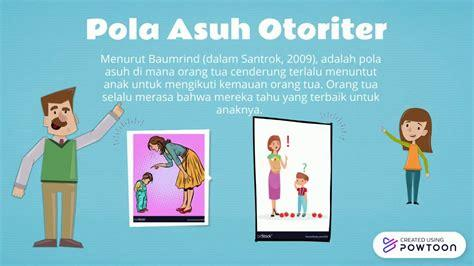 Pola Asuh Otoriter
Menurut Baumrind (dalam Santrok, 2009), adalah pola
asuh di mana orang tua cenderung terlalu menuntut
anak untuk mengikuti kemauan orang tua. Orang tua
selalu merasa bahwa mereka tahu yang terbaik untuk
anaknya.
CREATED USING
POWTOON